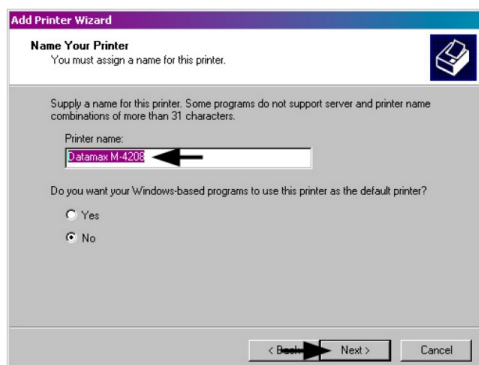 Add Printer Wizard
Name Your Printer
You must assign a name for this printer.
Supply a name for this printer. Some programs do not support server and printer name
combinations of more than 31 characters.
Printer name:
Datamax M-4208
Do you want your Windows-based programs to use this printer as the default printer?
Yes
No
< Back Next > Cancel